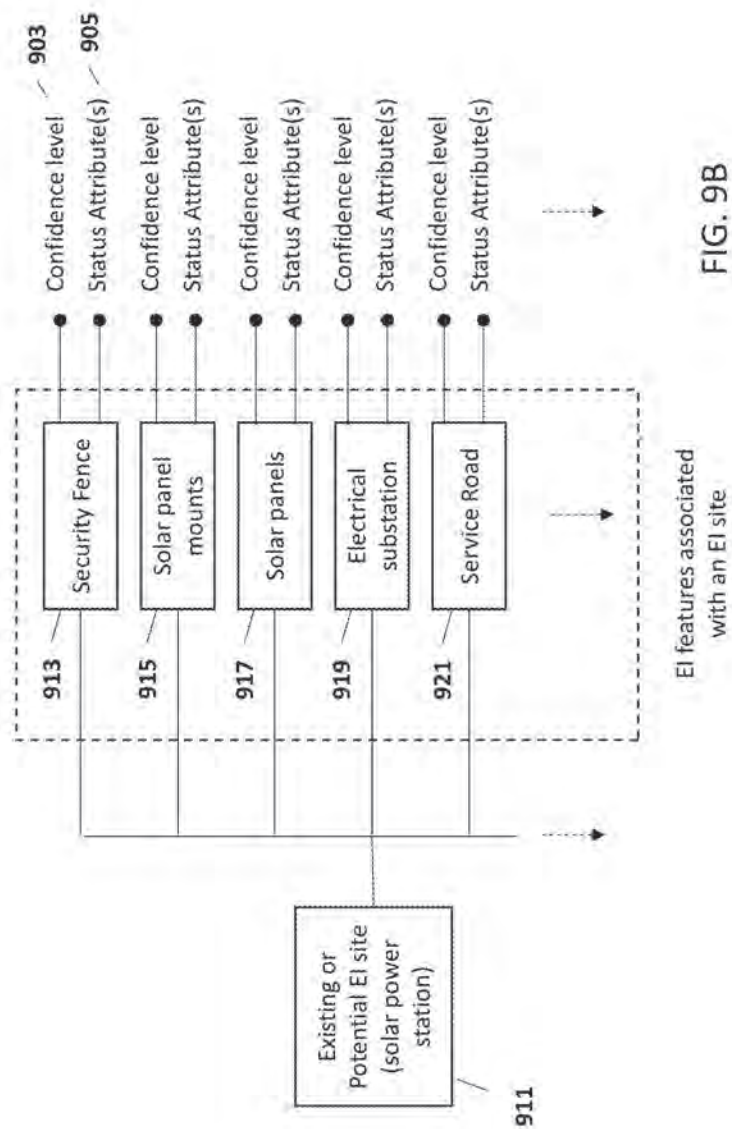 Existing or
Potential EI site
(solar power
station)
911
913
Security Fence
Confidence level
903
Status Attribute(s)
905
915
Solar panel
mounts
Confidence level
Status Attribute(s)
917
Solar panels
Confidence level
Status Attribute(s)
919
Electrical
substation
Confidence level
Status Attribute(s)
921
Service Road
Confidence level
Status Attribute(s)
EI features associated
with an EI site
FIG. 9B